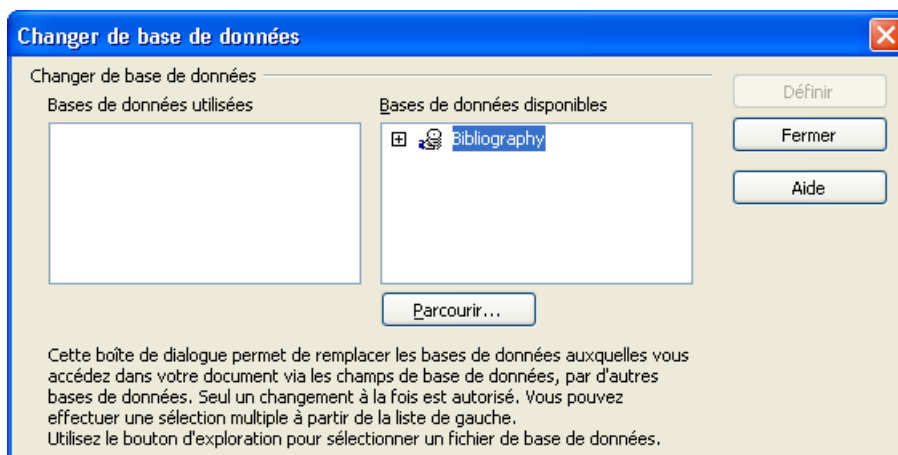 Changer de base de données
Changer de base de données
Bases de données utilisées
Bases de données disponibles
Bibliography
Définir
Fermer
Aide
Parcourir...
Cette boîte de dialogue permet de remplacer les bases de données auxquelles vous
accédez dans votre document via les champs de base de données, par d'autres
bases de données. Seul un changement à la fois est autorisé. Vous pouvez
effectuer une sélection multiple à partir de la liste de gauche.
Utilisez le bouton d'exploration pour sélectionner un fichier de base de données.